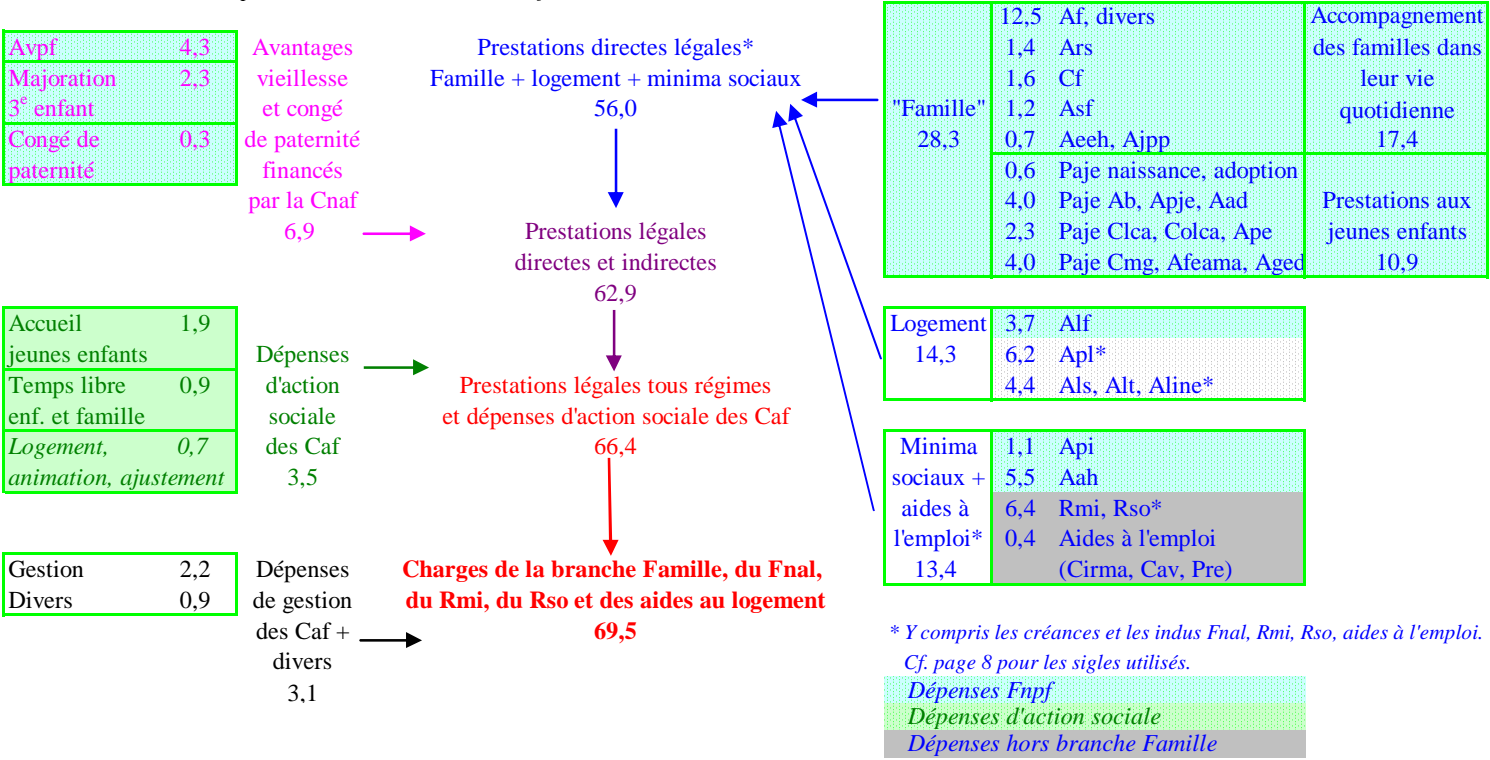 Avpf 4,3
Majoration 2,3
3e enfant
Congé de 0,3
paternité
Avantages
vieillesse
et congé
de paternité
financés
par la Cnaf
6,9
Prestations directes légales*
Famille + logement + minima sociaux
56,0
"Famille"
28,3
12,5 Af, divers
1,4 Ars
1,6 Cf
1,2 Asf
0,7 Aeeh, Ajpp
Accompagnement
des familles dans
leur vie
quotidienne
17,4
0,6 Paje naissance, adoption
4,0 Paje Ab, Apje, Aad
2,3 Paje Clca, Colca, Ape
4,0 Paje Cmg, Afeama, Aged
Prestations aux
jeunes enfants
10,9
Prestations légales
directes et indirectes
62,9
Accueil 1,9
jeunes enfants
Temps libre 0,9
enf. et famille
Logement, 0,7
animation, ajustement
Dépenses
d'action
sociale
des Caf
3,5
Prestations légales tous régimes
et dépenses d'action sociale des Caf
66,4
Logement
14,3
3,7 Alf
6,2 Apl*
4,4 Als, Alt, Aline*
Minima
sociaux +
aides à
l'emploi*
13,4
1,1 Api
5,5 Aah
6,4 Rmi, Rso*
0,4 Aides à l'emploi
(Cirma, Cav, Pre)
Gestion 2,2
Divers 0,9
Dépenses
de gestion
des Caf +
divers
3,1
Charges de la branche Famille, du Fnal,
du Rmi, du Rso et des aides au logement
69,5
* Y compris les créances et les indus Fnal, Rmi, Rso, aides à l'emploi.
Cf. page 8 pour les sigles utilisés.
Dépenses Fnpf
Dépenses d'action sociale
Dépenses hors branche Famille